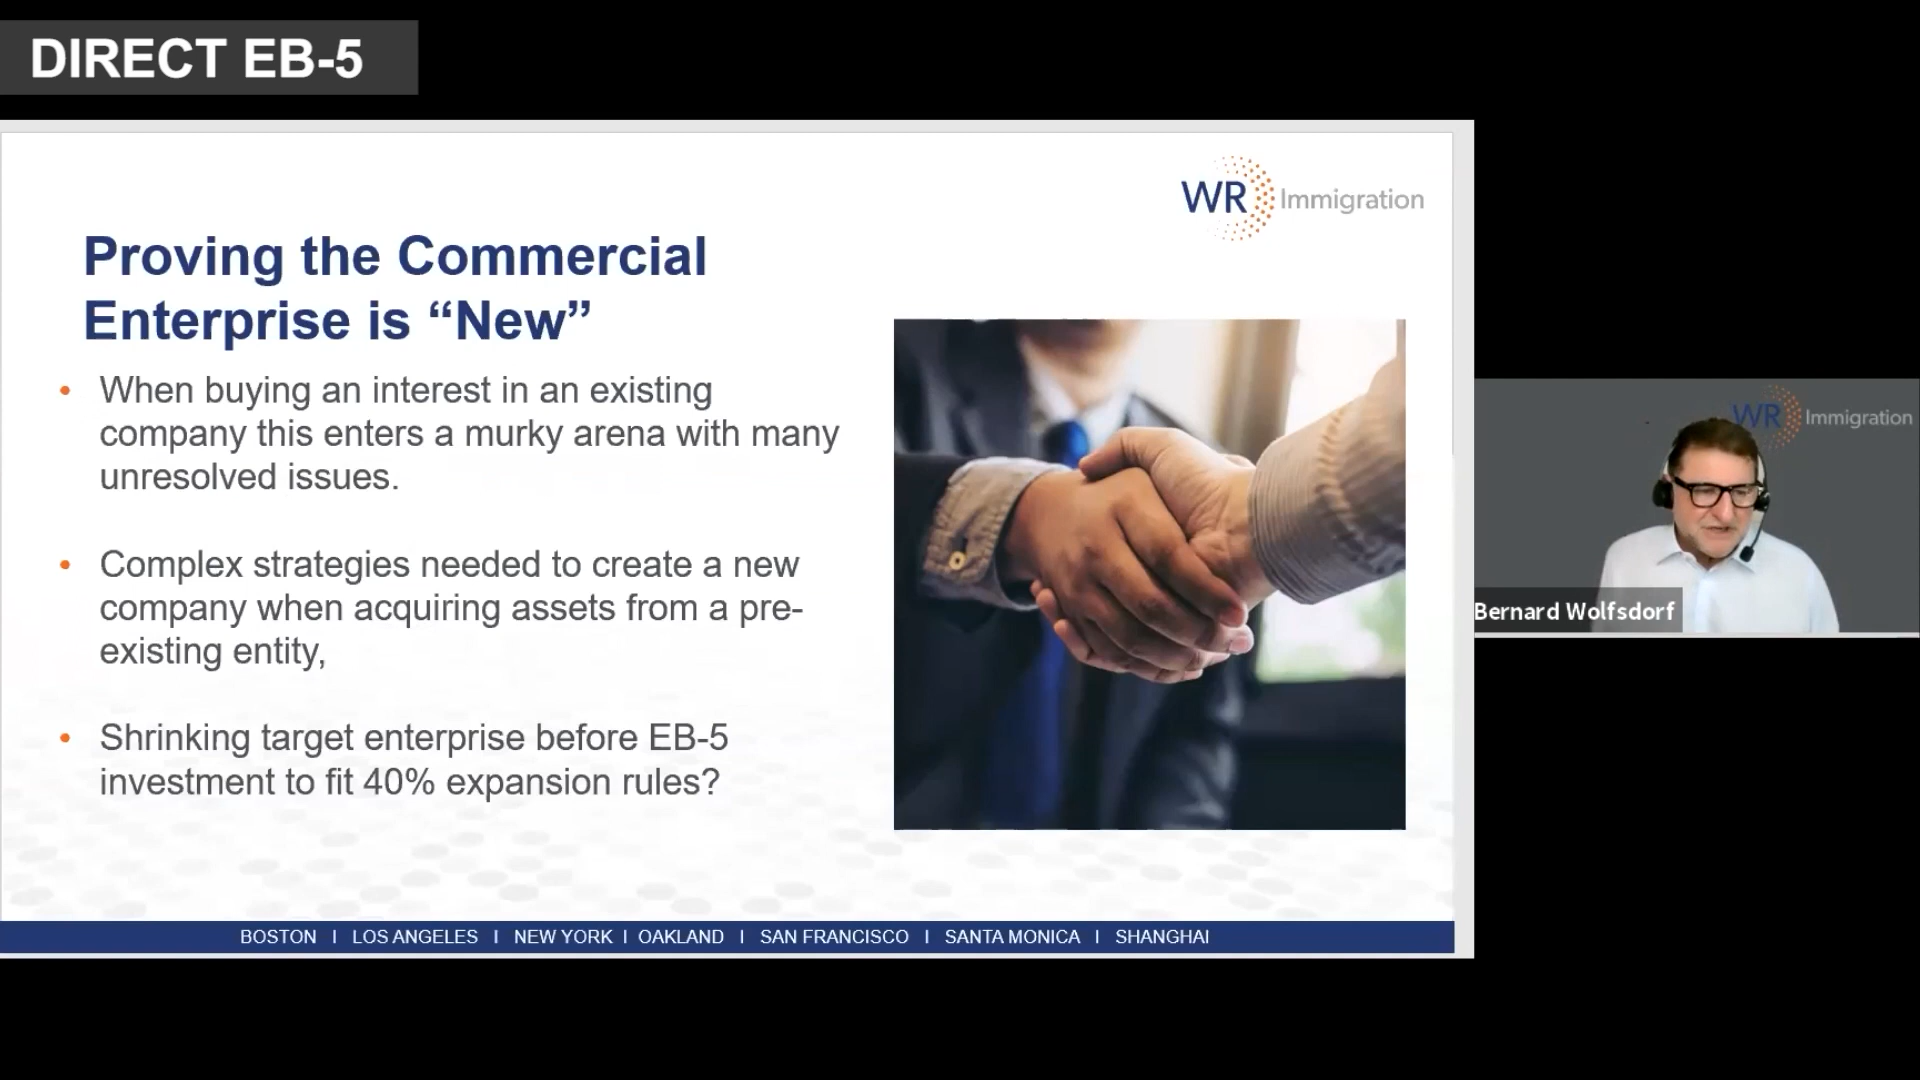 DIRECT EB-5
WR Immigration
Proving the Commercial
Enterprise is “New”
• When buying an interest in an existing
company this enters a murky arena with many
unresolved issues.
• Complex strategies needed to create a new
company when acquiring assets from a pre-
existing entity,
• Shrinking target enterprise before EB-5
investment to fit 40% expansion rules?
WR Immigration
Bernard Wolfsdorf
BOSTON | LOS ANGELES | NEW YORK | OAKLAND | SAN FRANCISCO | SANTA MONICA | SHANGHAI